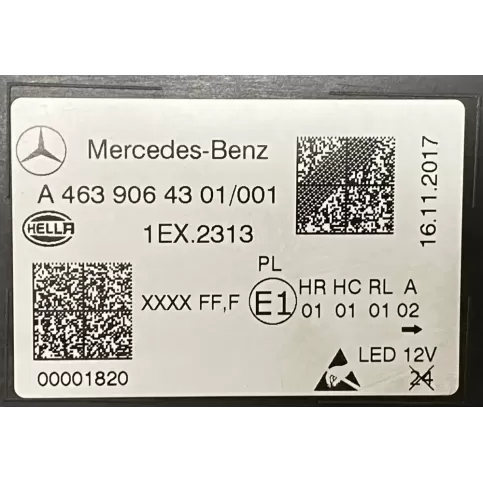 Mercedes-Benz
A 463 906 43 01/001
HELLA
1EX.2313
16.11.2017
PL
XXXX FF,F
E1
HR HC RL A
01 01 01 02
LED 12V
24
00001820